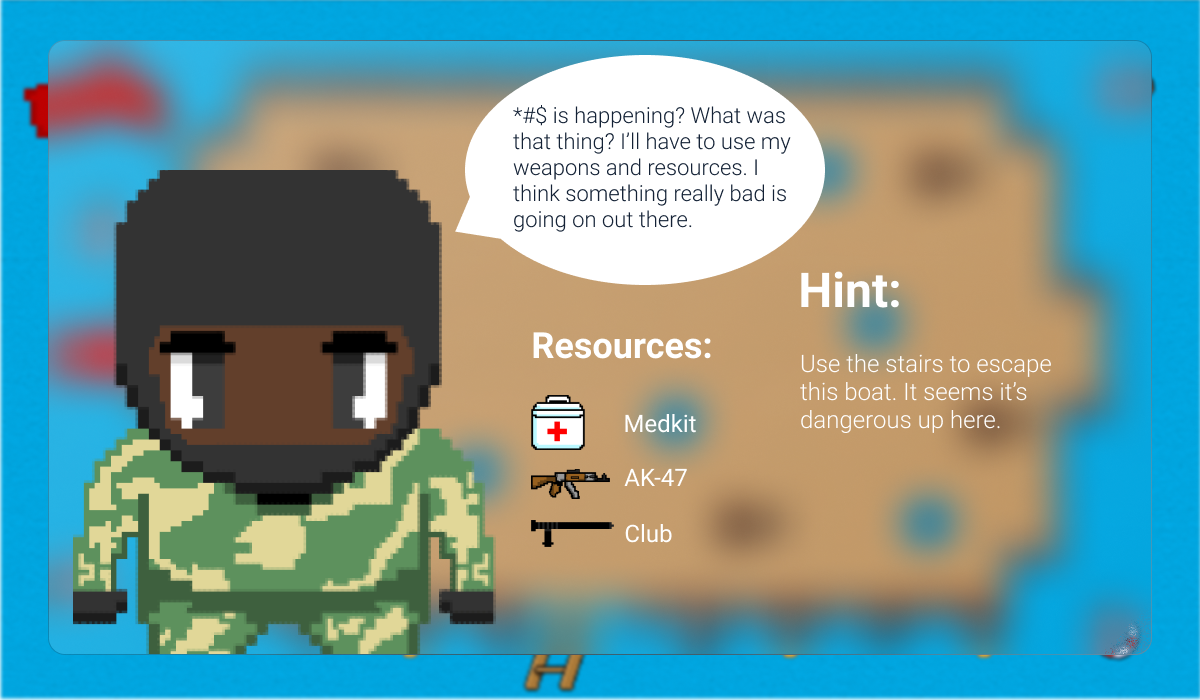 *#$ is happening? What was
that thing? I’ll have to use my
weapons and resources. I
think something really bad is
going on out there.
Hint:
Use the stairs to escape
this boat. It seems it’s
dangerous up here.
Resources:
Medkit
AK-47
Club